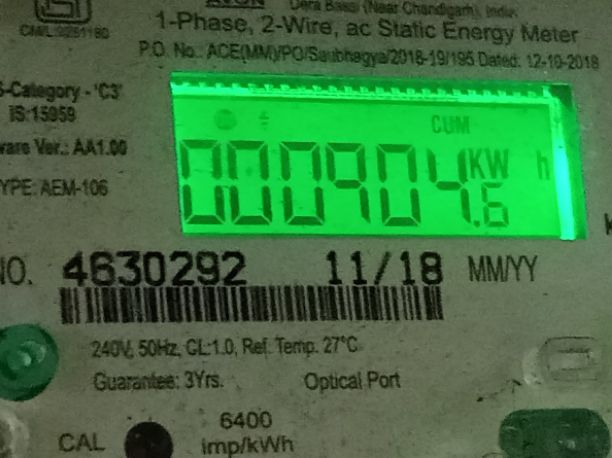 AVON Dera Bassi (Near Chandigarh), India
CM/L:9251180
1-Phase, 2-Wire, ac Static Energy Meter
P.O. No.: ACE(MM)/PO/Saubhagya/2018-19/195 Dated: 12-10-2018
S-Category - 'C3'
IS:15959
ware Ver.: AA1.00
YPE: AEM-106
CUM
000904.6 KW h
NO. 4630292 11/18 MM/YY
240V, 50Hz, CL:1.0, Ref. Temp. 27°C
Guarantee: 3Yrs. Optical Port
CAL 6400
imp/kWh